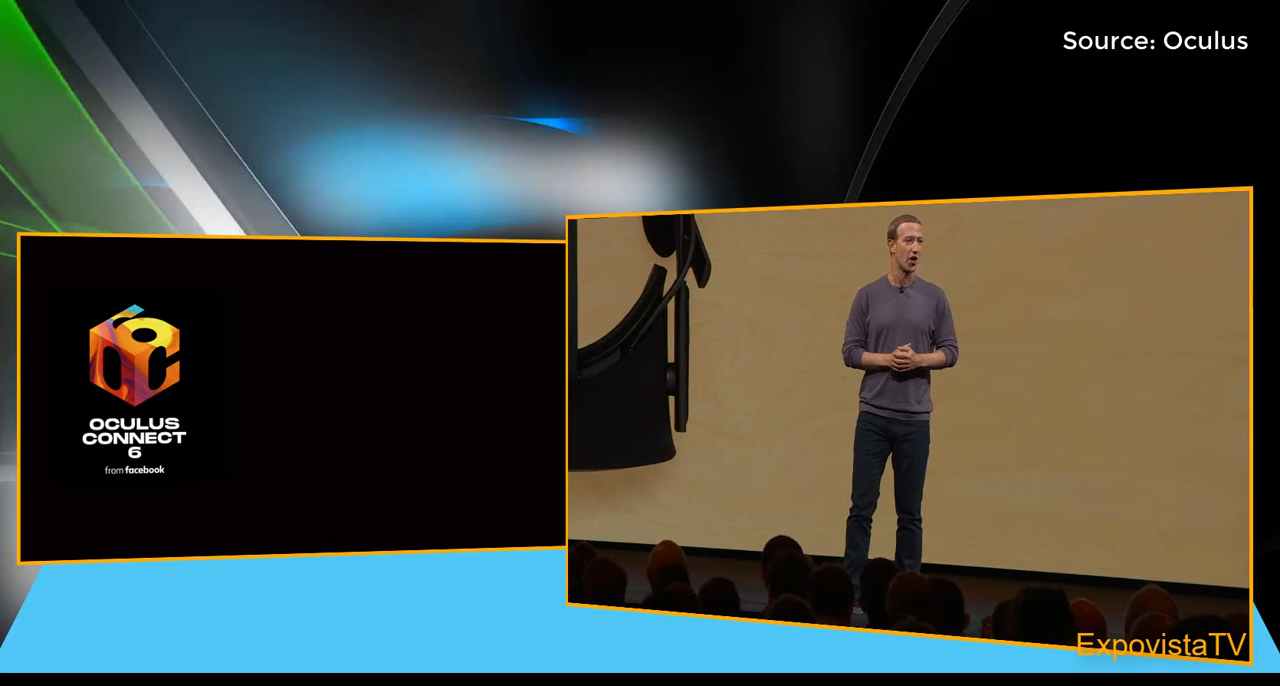 Source: Oculus
OCULUS
CONNECT
6
from facebook
ExpovistaTV